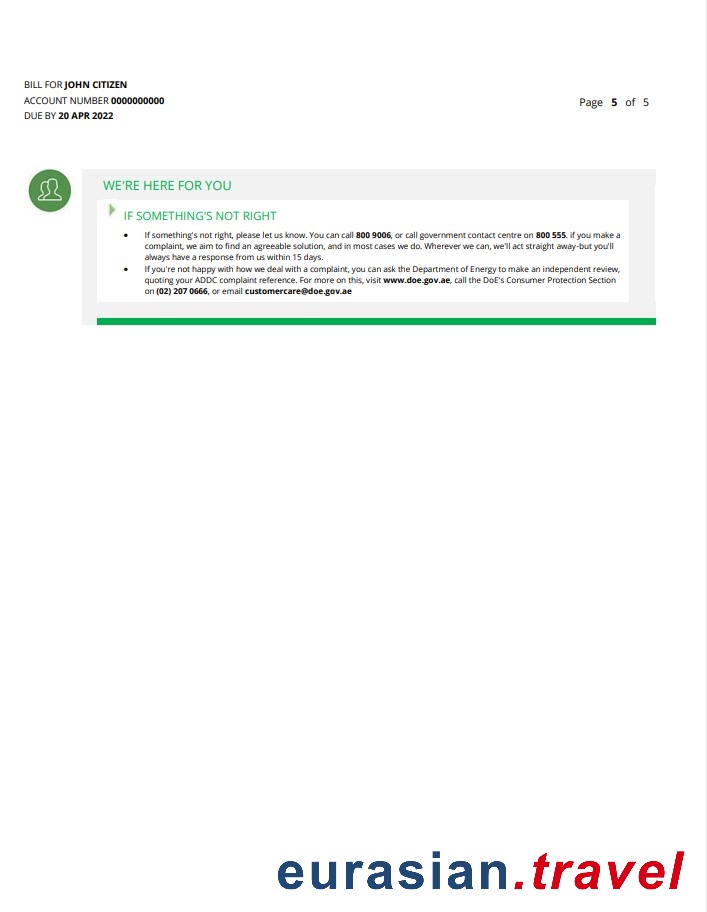 BILL FOR JOHN CITIZEN
ACCOUNT NUMBER 0000000000
DUE BY 20 APR 2022
Page 5 of 5
WE'RE HERE FOR YOU
IF SOMETHING'S NOT RIGHT
• If something's not right, please let us know. You can call 800 9006, or call government contact centre on 800 555. if you make a
complaint, we aim to find an agreeable solution, and in most cases we do. Wherever we can, we'll act straight away-but you'll
always have a response from us within 15 days.
• If you're not happy with how we deal with a complaint, you can ask the Department of Energy to make an independent review,
quoting your ADDC complaint reference. For more on this, visit www.doe.gov.ae, call the DoE's Consumer Protection Section
on (02) 207 0666, or email customercare@doe.gov.ae
eurasian.travel